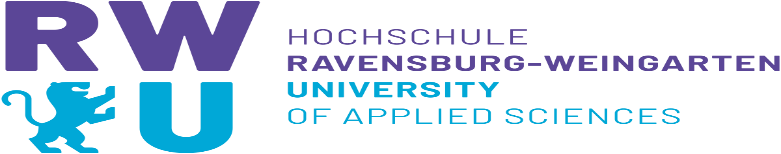 RW
U
HOCHSCHULE
RAVENSBURG-WEINGARTEN
UNIVERSITY
OF APPLIED SCIENCES